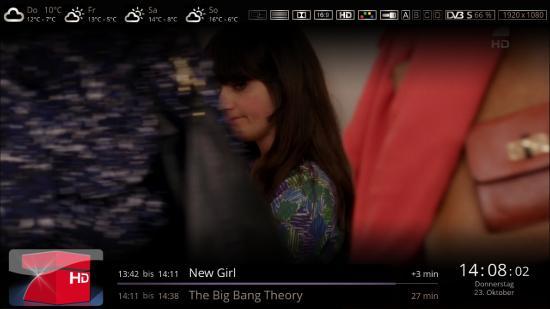 Do 10°C
12°C - 7°C
Fr
13°C - 5°C
Sa
14°C - 8°C
So
16°C - 6°C
16:9
HD
A B C D
DVB S 66 % 1920 x 1080
HD
HD
13:42 bis 14:11 New Girl +3 min
14:11 bis 14:38 The Big Bang Theory 27 min
14:08:02
Donnerstag
23. Oktober